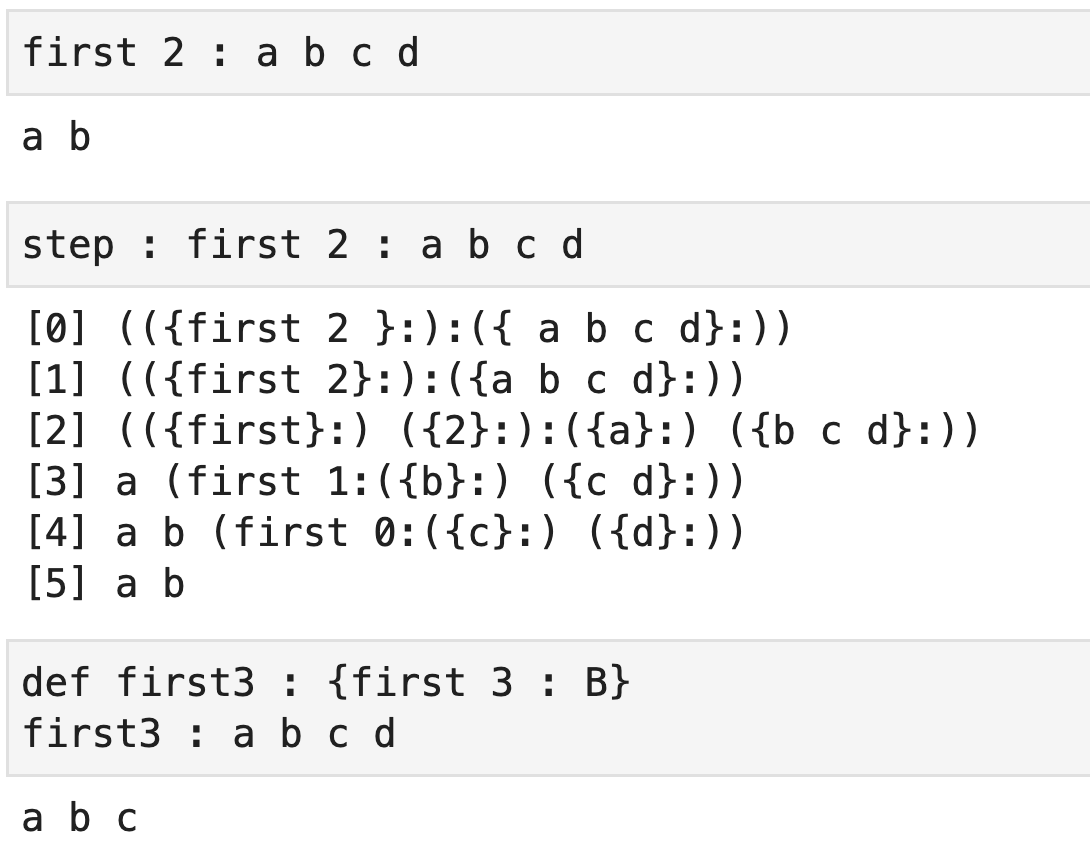 first 2 : a b c d
a b
step : first 2 : a b c d
[0] (({first 2 }:):({ a b c d}:))
[1] (({first 2}:):({a b c d}:))
[2] (({first}:) ({2}:):({a}:) ({b c d}:))
[3] a (first 1:({b}:) ({c d}:))
[4] a b (first 0:({c}:) ({d}:))
[5] a b
def first3 : {first 3 : B}
first3 : a b c d
a b c